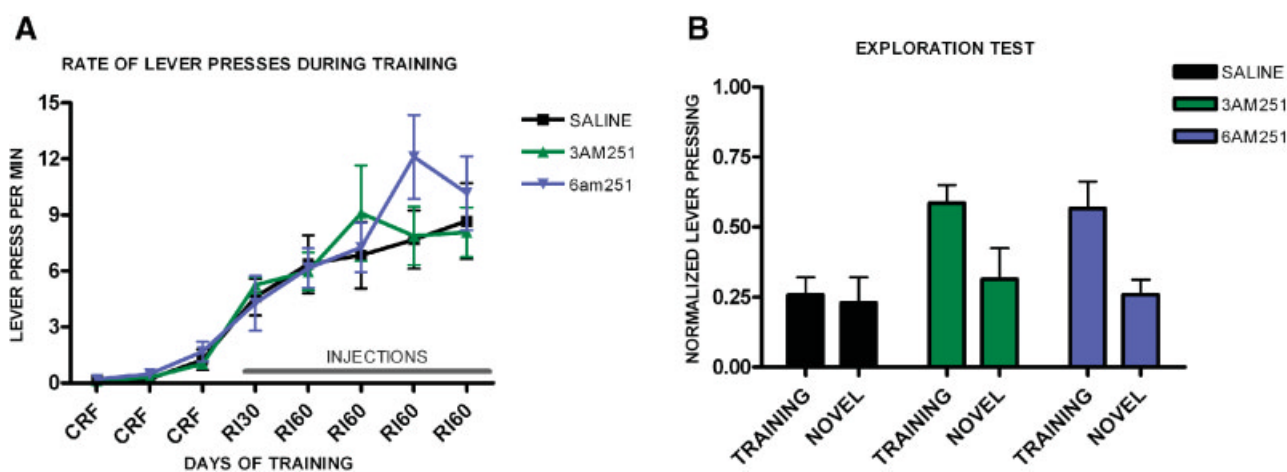 A
RATE OF LEVER PRESSES DURING TRAINING
LEVER PRESS PER MIN
15
12
9
6
3
0
SALINE
3AM251
6am251
INJECTIONS
CRF
CRF
CRF
RI30
RI60
RI60
RI60
RI60
DAYS OF TRAINING
B
EXPLORATION TEST
NORMALIZED LEVER PRESSING
1.00
0.75
0.50
0.25
0.00
SALINE
3AM251
6AM251
TRAINING
NOVEL
TRAINING
NOVEL
TRAINING
NOVEL